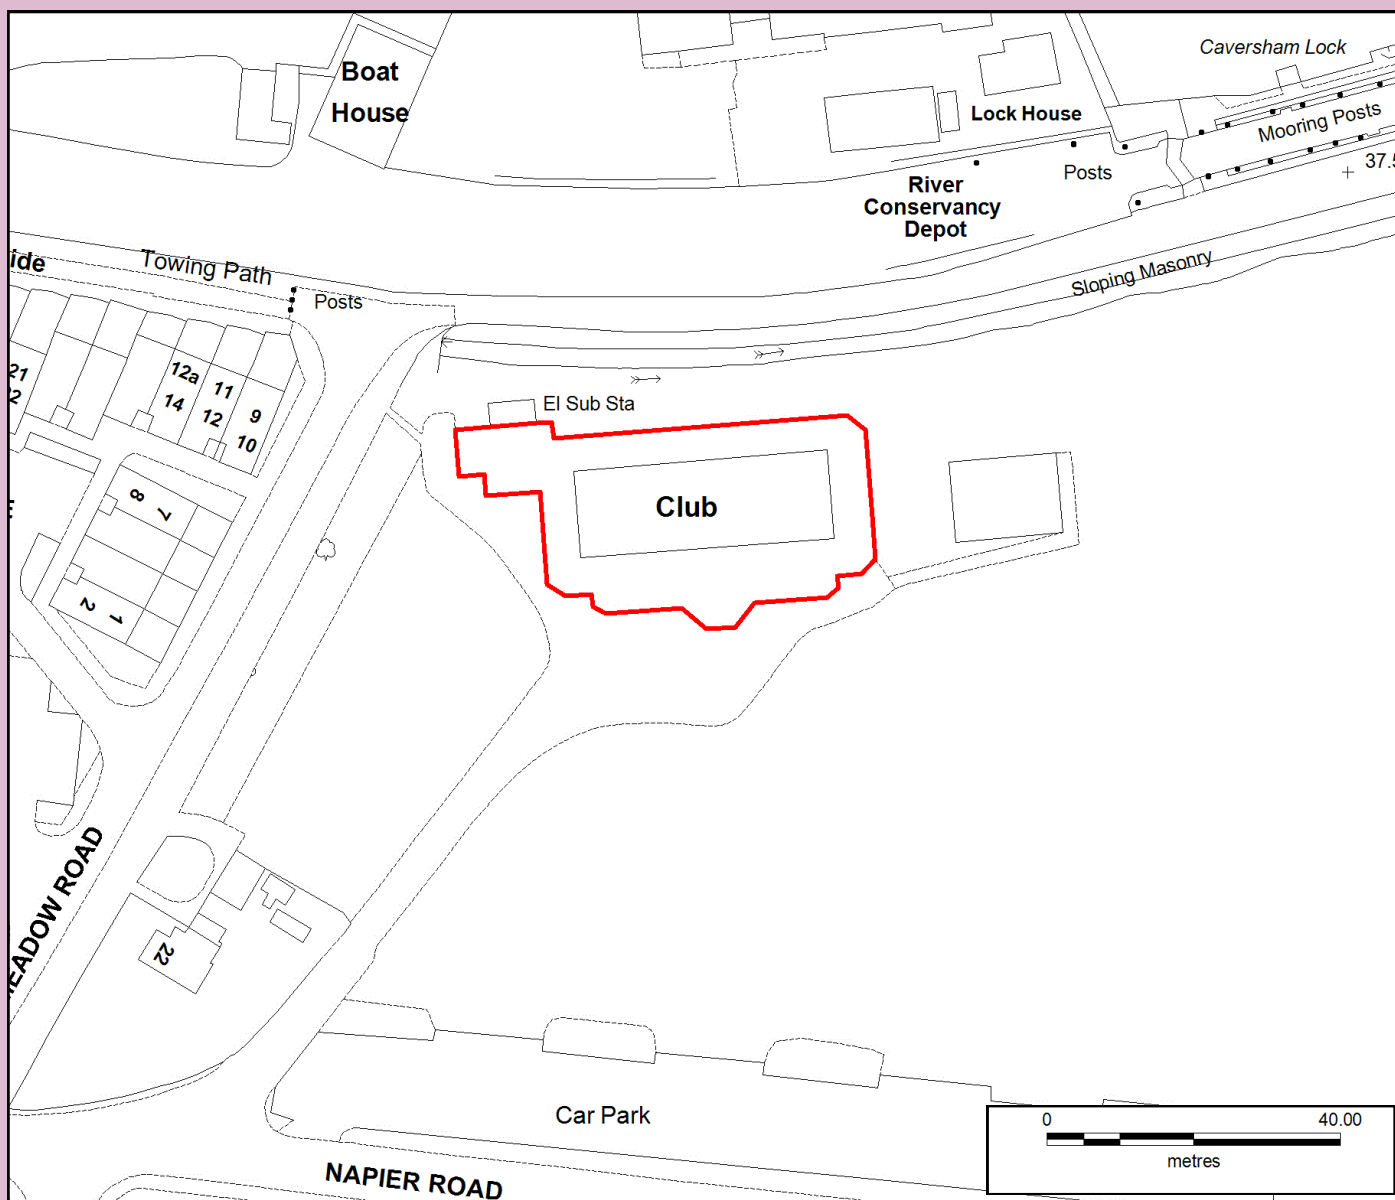 Caversham Lock
Boat
House
Lock House
Mooring Posts
37.5
Posts
River
Conservancy
Depot
ide
Towing Path
Sloping Masonry
Posts
21
12a
11
9
14
12
10
El Sub Sta
Club
8
7
2
1
EADOW ROAD
22
Car Park
0 40.00
metres
NAPIER ROAD